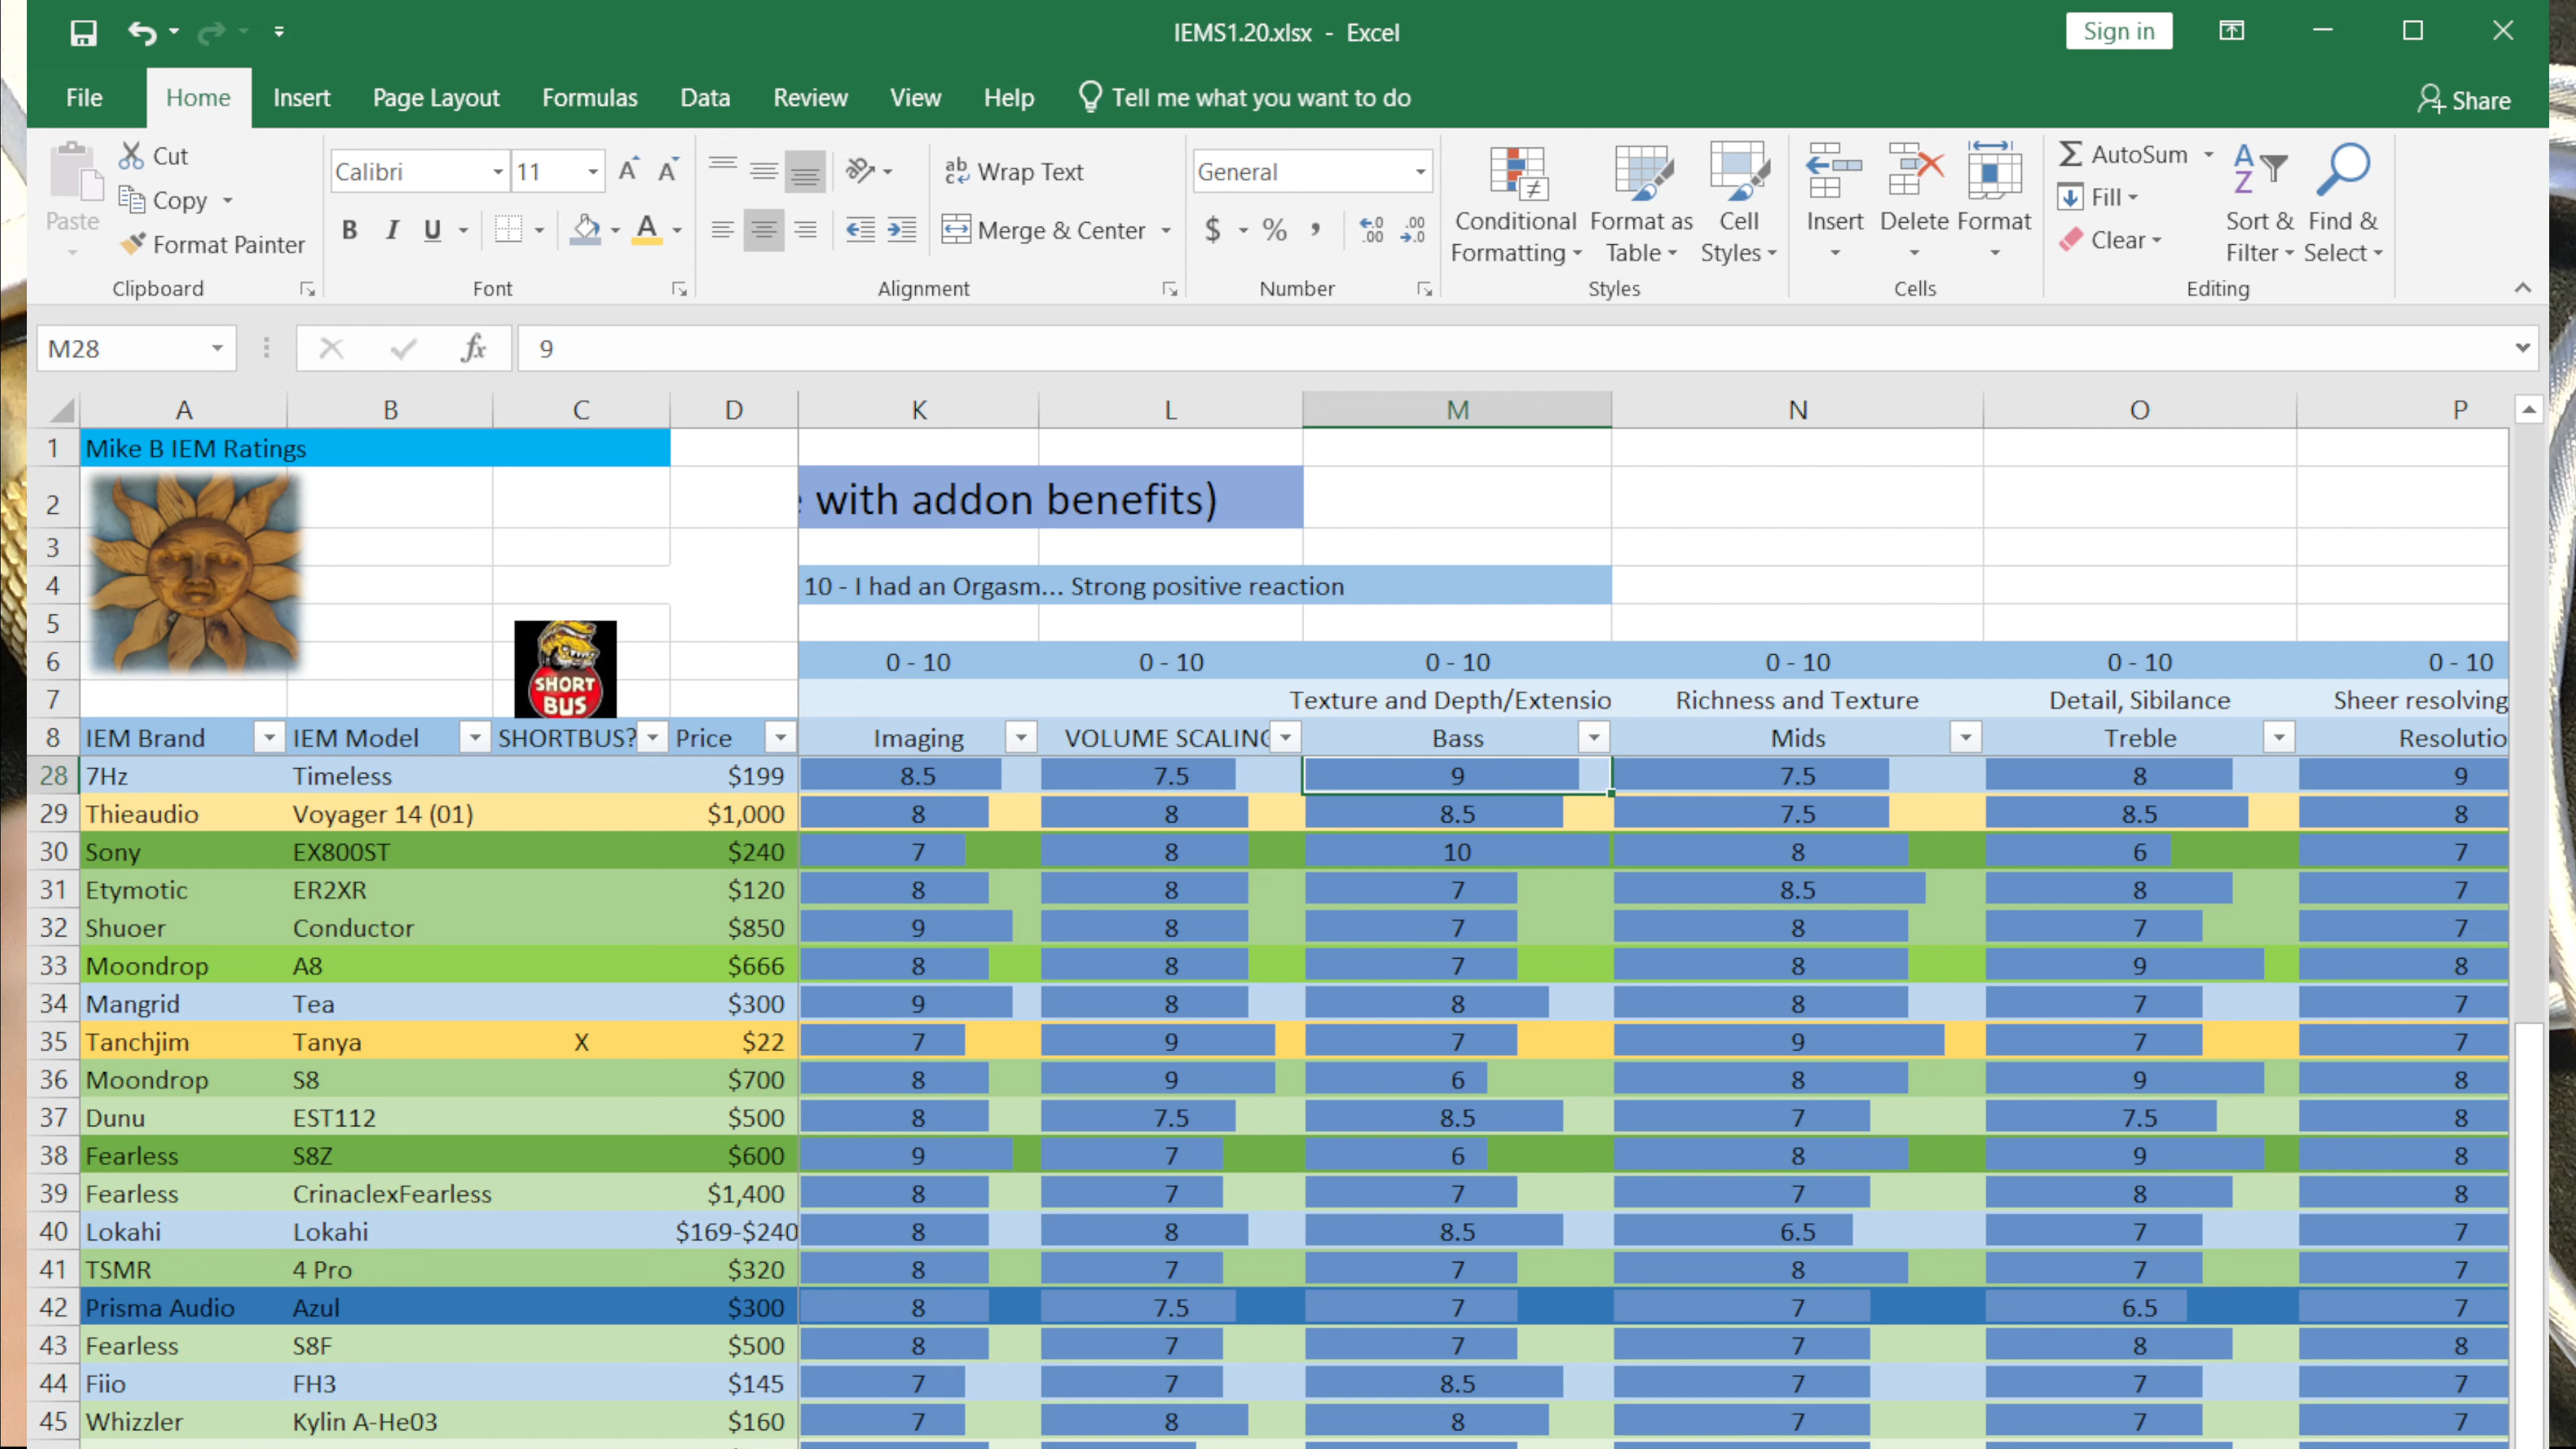 IEMS1.20.xlsx - Excel
Sign in
File Home Insert Page Layout Formulas Data Review View Help Tell me what you want to do Share
Paste Cut Copy Format Painter Clipboard
Calibri 11 B I U Font
Wrap Text Merge & Center Alignment
General $ % , Number
Conditional Formatting Format as Table Cell Styles Styles
Insert Delete Format Cells
AutoSum Fill Clear Sort & Filter Find & Select Editing
M28 fx 9
A B C D K L M N O P
1 Mike B IEM Ratings
2 with addon benefits)
3
4 10 - I had an Orgasm... Strong positive reaction
5
6 0 - 10 0 - 10 0 - 10 0 - 10 0 - 10 0 - 10
SHORT BUS
7 Texture and Depth/Extensio Richness and Texture Detail, Sibilance Sheer resolving
8 IEM Brand IEM Model SHORTBUS? Price Imaging VOLUME SCALING Bass Mids Treble Resolutio
28 7Hz Timeless $199 8.5 7.5 9 7.5 8 9
29 Thieaudio Voyager 14 (01) $1,000 8 8 8.5 7.5 8.5 8
30 Sony EX800ST $240 7 8 10 8 6 7
31 Etymotic ER2XR $120 8 8 7 8.5 8 7
32 Shuoer Conductor $850 9 8 7 8 7 7
33 Moondrop A8 $666 8 8 7 8 9 8
34 Mangrid Tea $300 9 8 8 8 7 7
35 Tanchjim Tanya X $22 7 9 7 9 7 7
36 Moondrop S8 $700 8 9 6 8 9 8
37 Dunu EST112 $500 8 7.5 8.5 7 7.5 8
38 Fearless S8Z $600 9 7 6 8 9 8
39 Fearless CrinaclexFearless $1,400 8 7 7 7 8 8
40 Lokahi Lokahi $169-$240 8 8 8.5 6.5 7 7
41 TSMR 4 Pro $320 8 7 7 8 7 7
42 Prisma Audio Azul $300 8 7.5 7 7 6.5 7
43 Fearless S8F $500 8 7 7 7 8 8
44 Fiio FH3 $145 7 7 8.5 7 7 7
45 Whizzler Kylin A-He03 $160 7 8 8 7 7 7